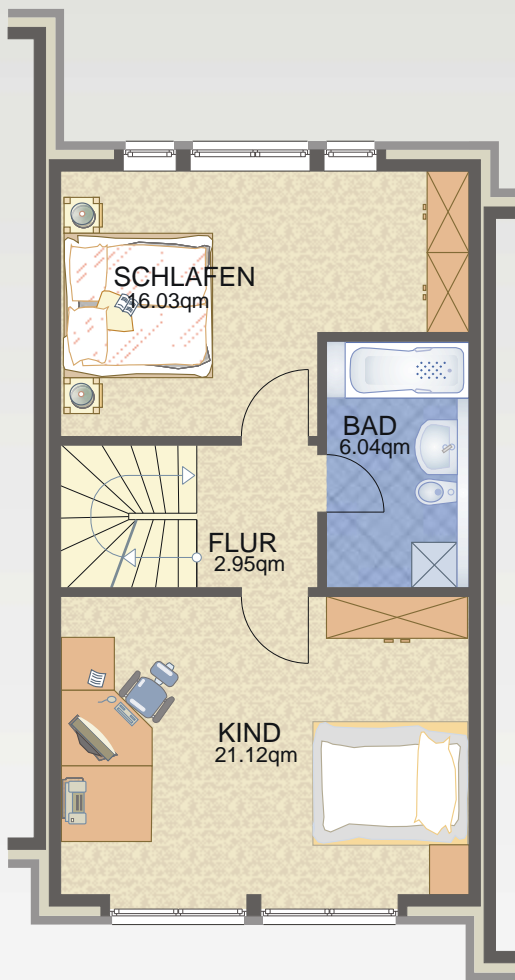 SCHLAFEN
16.03qm
BAD
6.04qm
FLUR
2.95qm
KIND
21.12qm